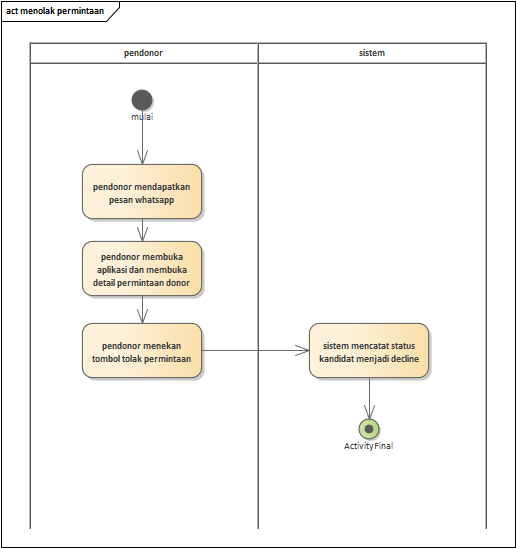 act menolak permintaan
pendonor
sistem
mulai
pendonor mendapatkan
pesan whatsapp
pendonor membuka
aplikasi dan membuka
detail permintaan donor
pendonor menekan
tombol tolak permintaan
sistem mencatat status
kandidat menjadi decline
ActivityFinal